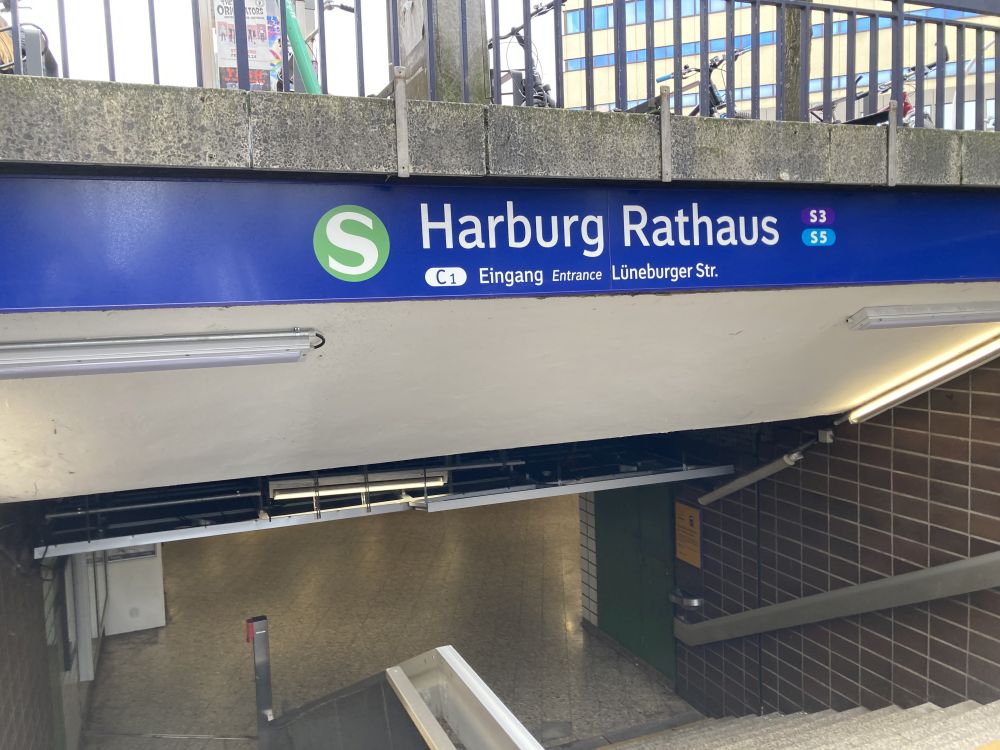 S Harburg Rathaus S3
S5
C1 Eingang Entrance Lüneburger Str.